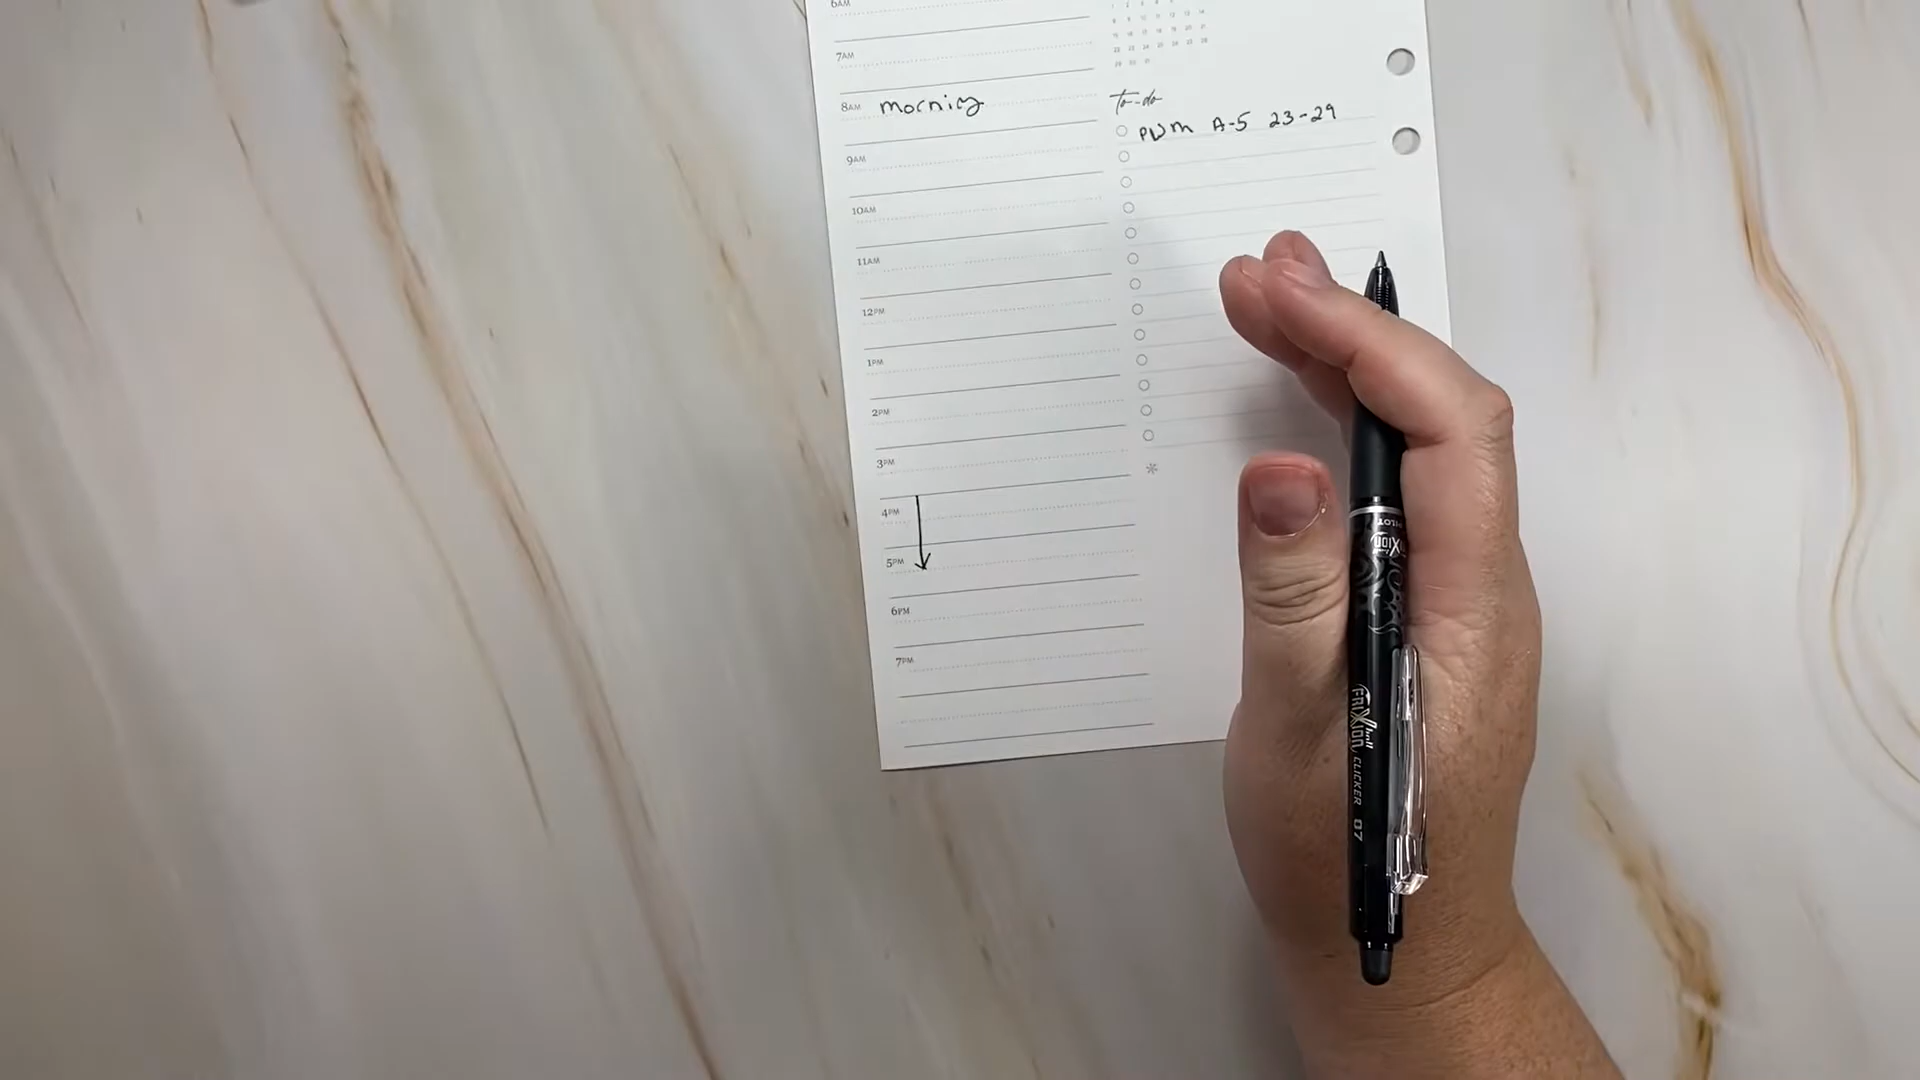 6AM
7AM
8AM morning
9AM
10AM
11AM
12PM
1PM
2PM
3PM
4PM
5PM
6PM
7PM
to-do
PWM A-5 23-29
*
PILOT
FRIXION ball CLICKER 07